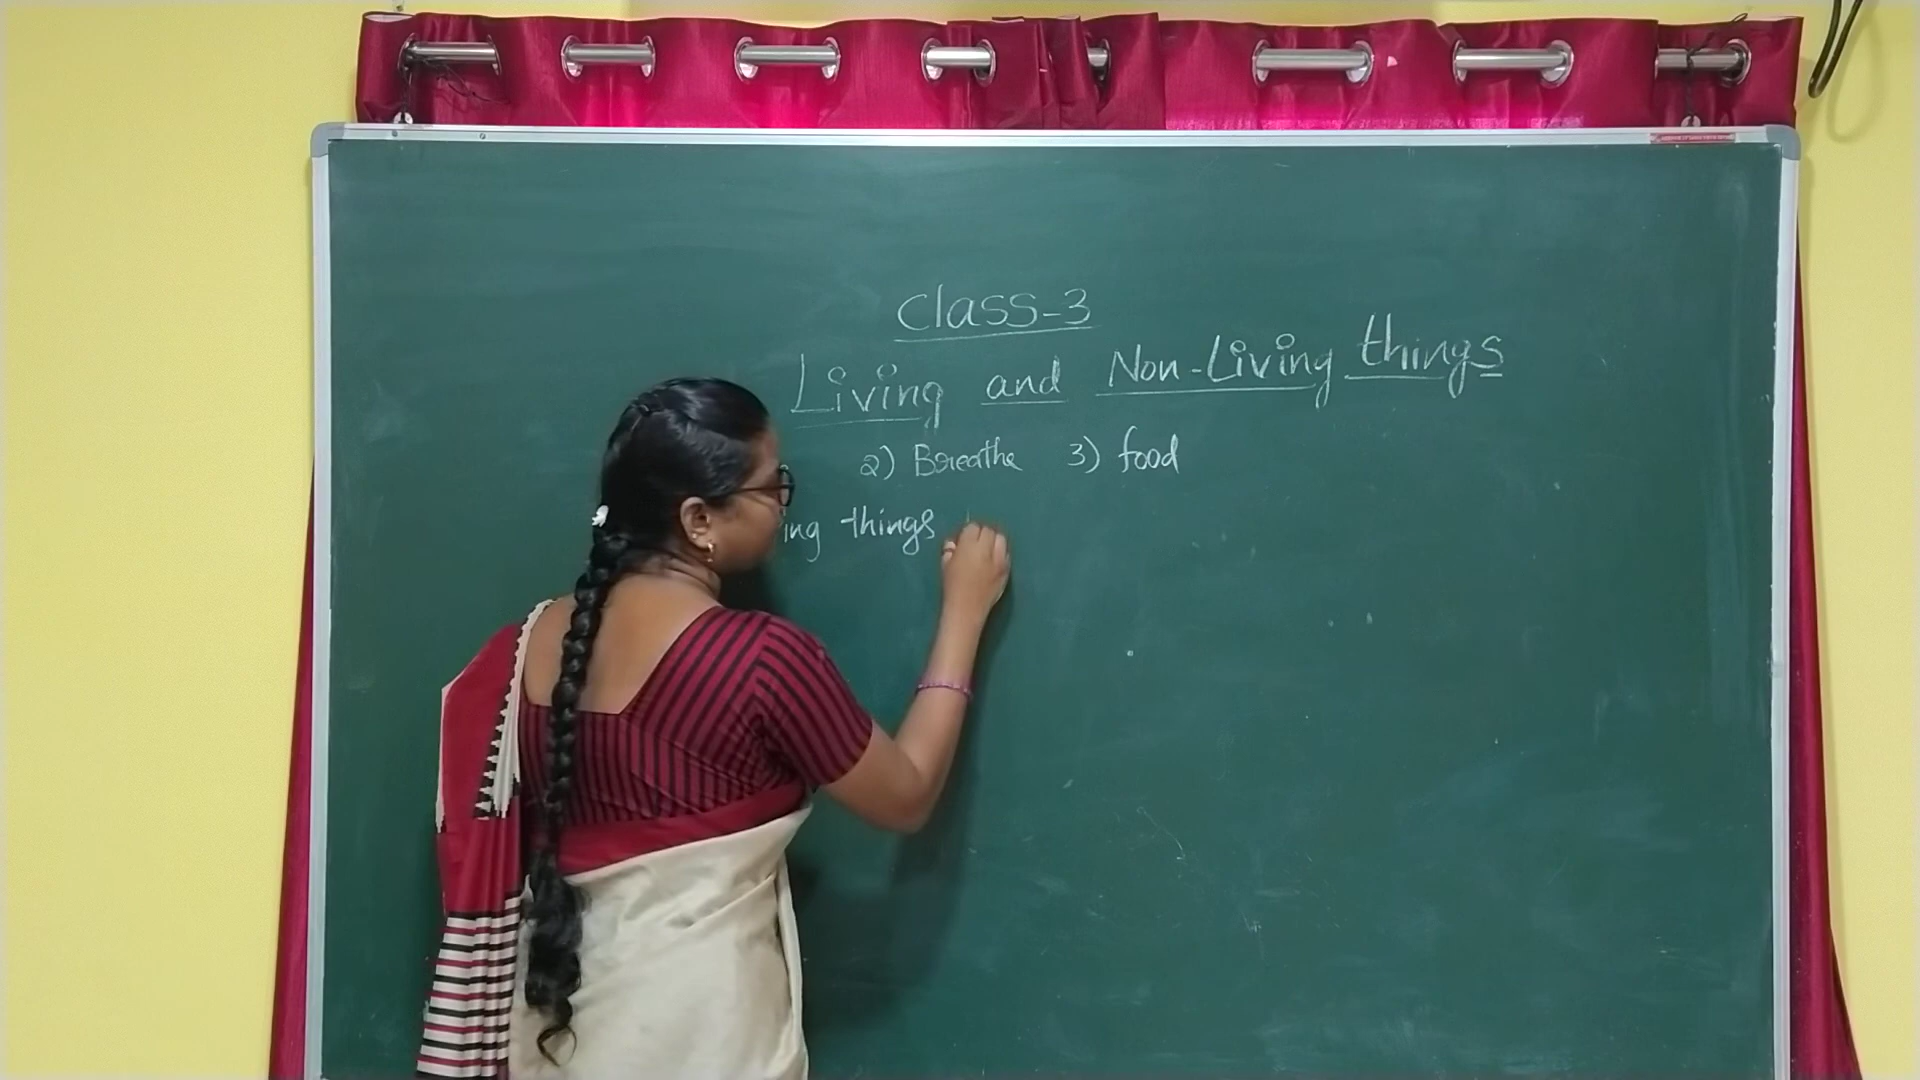 Class-3
Living and Non-Living things
2) Breathe 3) food
ing things